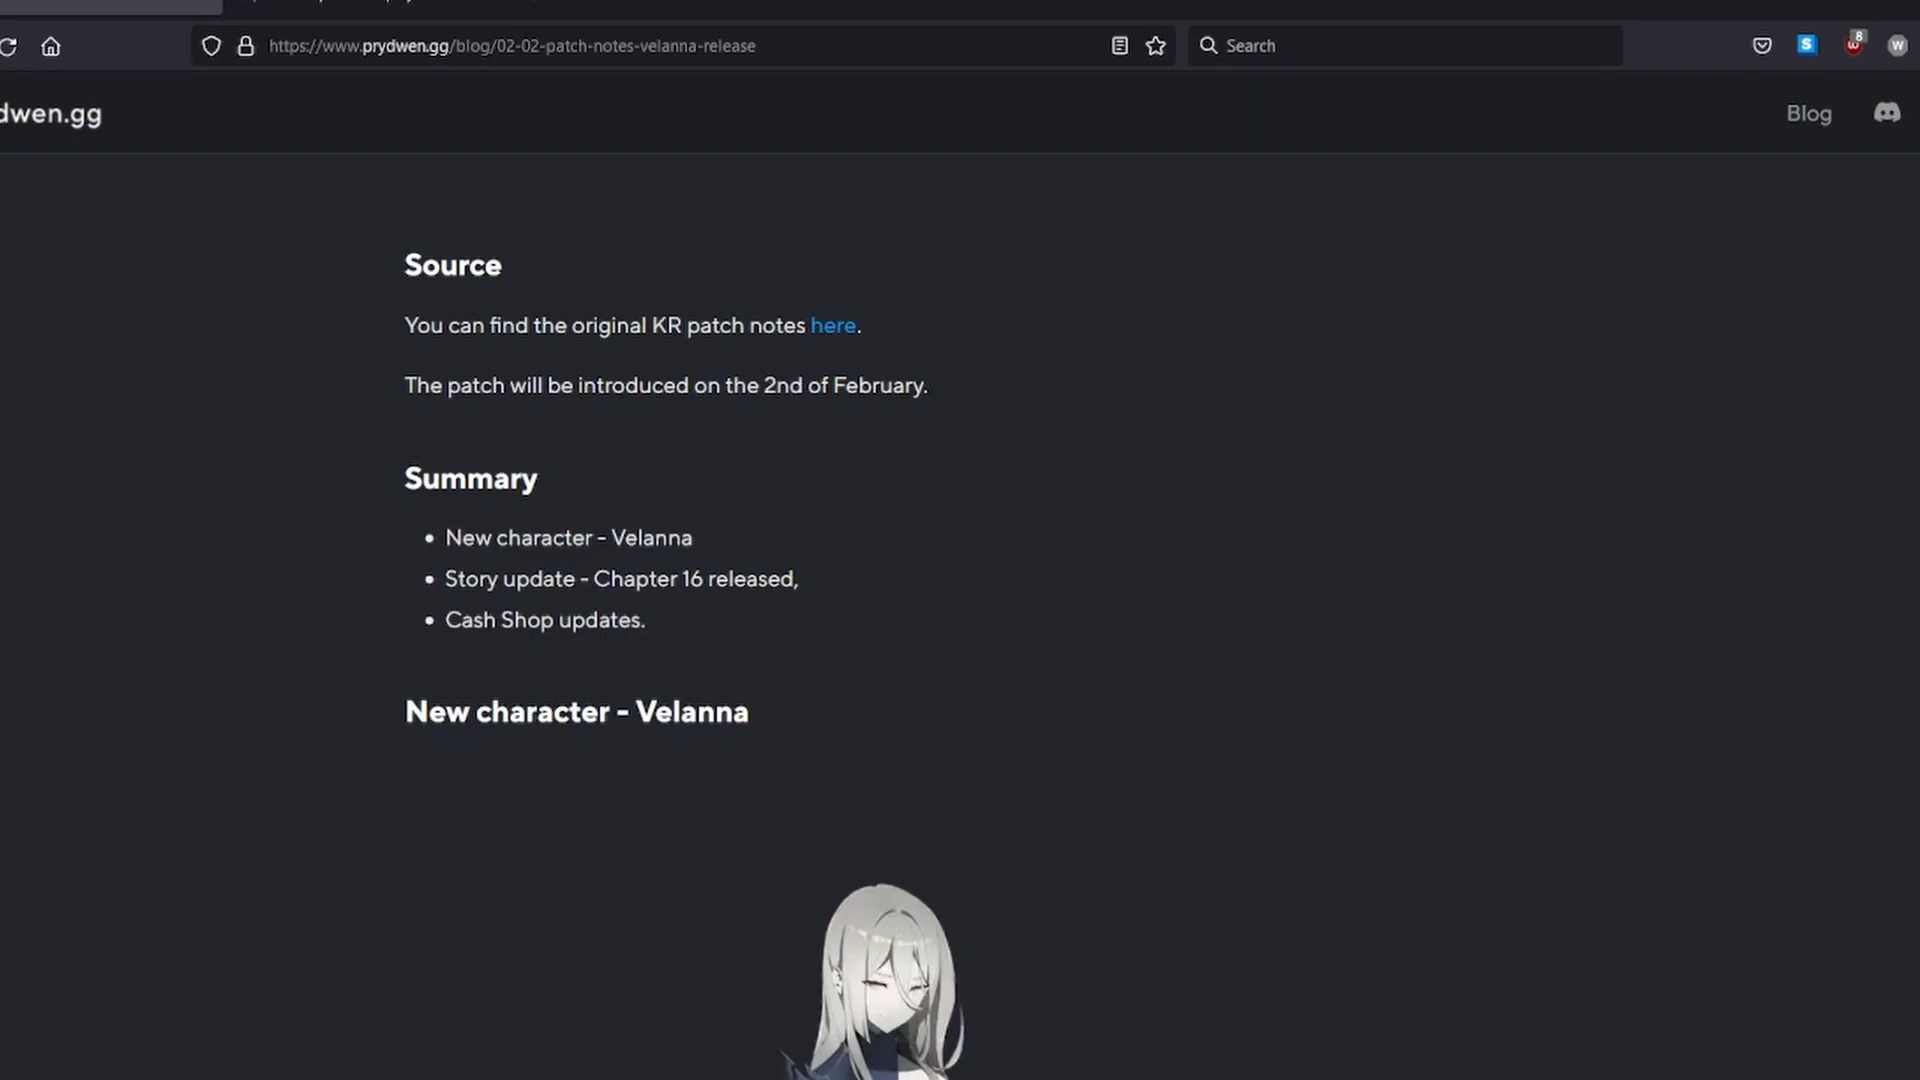 https://www.prydwen.gg/blog/02-02-patch-notes-velanna-release
Search
8
S
W
dwen.gg
Blog
Source
You can find the original KR patch notes here.
The patch will be introduced on the 2nd of February.
Summary
• New character - Velanna
• Story update - Chapter 16 released,
• Cash Shop updates.
New character - Velanna